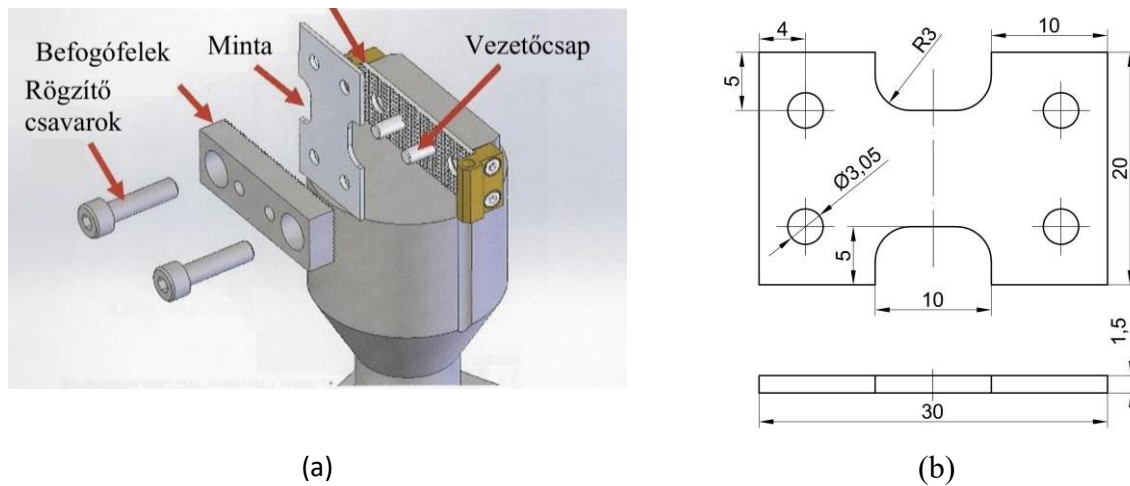 Befogófelek
Rögzítő
csavarok
Minta
Vezetőcsap
4
10
5
R3
Ø3,05
20
5
10
1,5
30
(a)
(b)